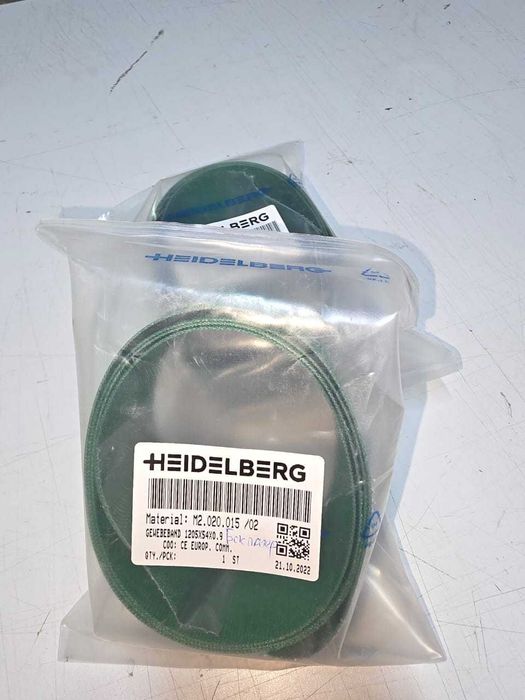 HEIDELBERG
HEIDELBERG
HEIDELBERG
Material: M2.020.015 /02
GEWEBEBAND 1205X54X0.9
COO: CE EUROP. COMM.
QTY./PCK: 1 ST
21.10.2022